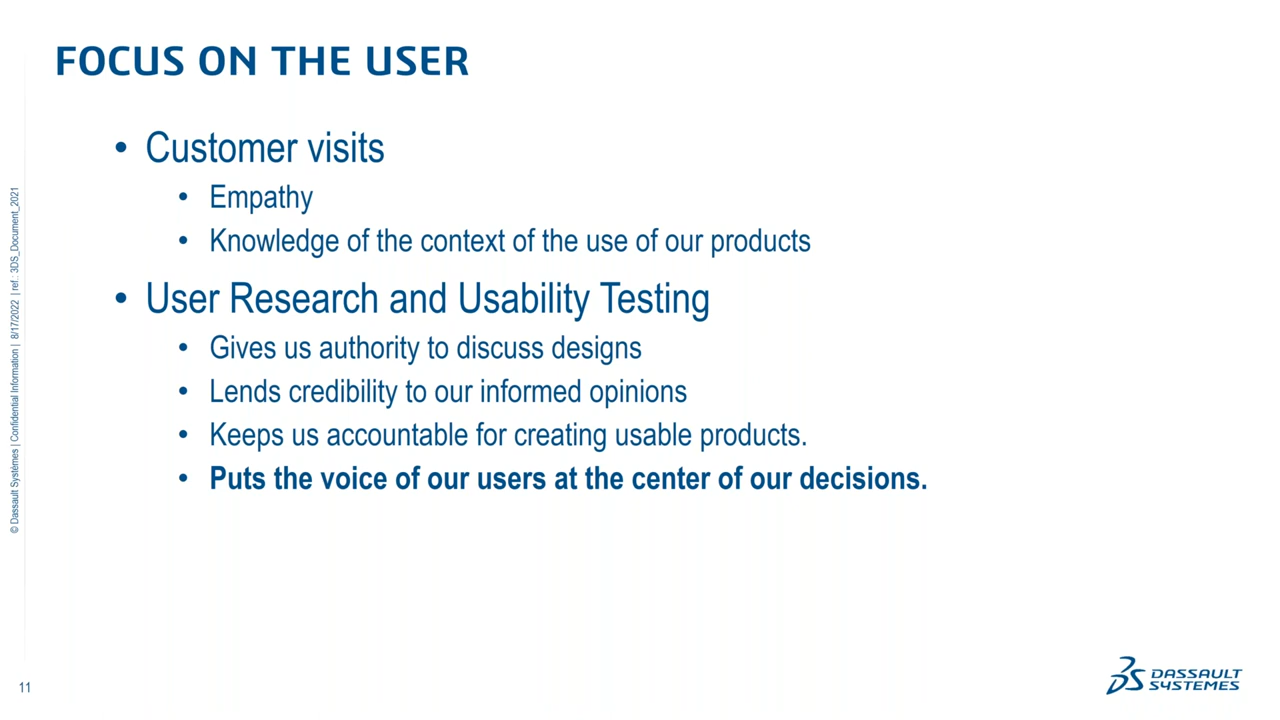 FOCUS ON THE USER
• Customer visits
• Empathy
• Knowledge of the context of the use of our products
• User Research and Usability Testing
• Gives us authority to discuss designs
• Lends credibility to our informed opinions
• Keeps us accountable for creating usable products.
• Puts the voice of our users at the center of our decisions.
© Dassault Systèmes | Confidential Information | 8/17/2022 | ref.: 3DS_Document_2021
11
DASSAULT
SYSTEMES